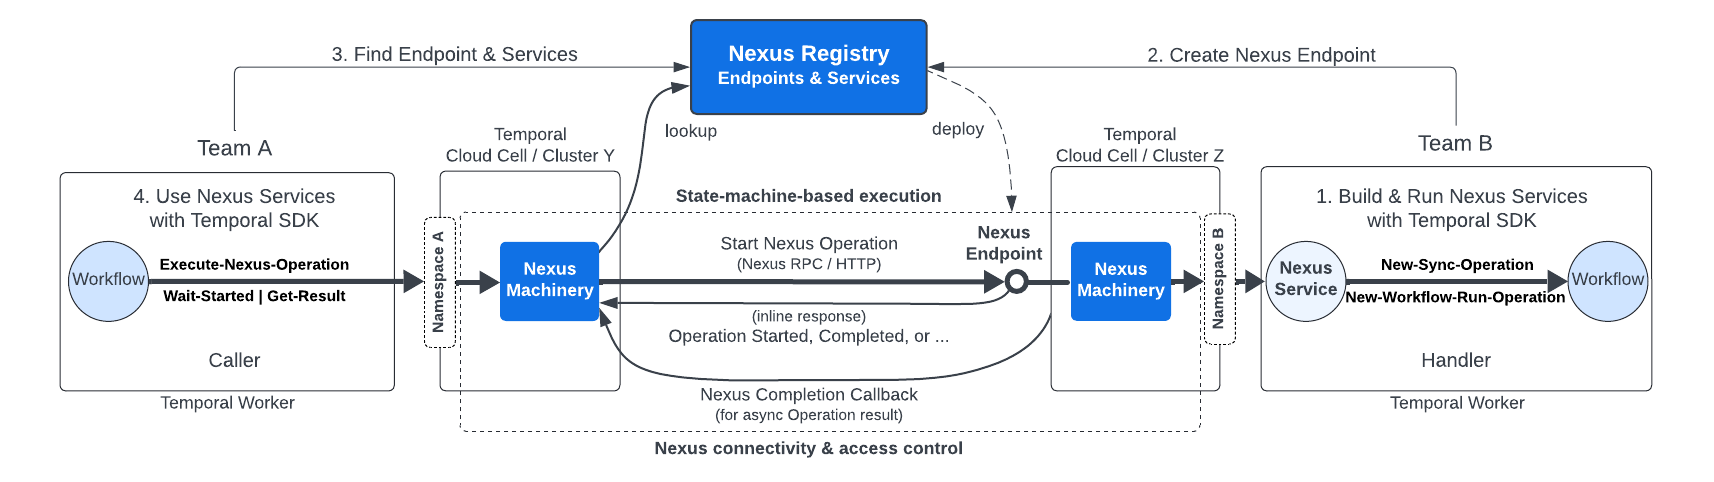 3. Find Endpoint & Services
Nexus Registry
Endpoints & Services
2. Create Nexus Endpoint
lookup
deploy
Team A
Temporal
Cloud Cell / Cluster Y
Temporal
Cloud Cell / Cluster Z
Team B
4. Use Nexus Services
with Temporal SDK
Workflow
Execute-Nexus-Operation
Wait-Started | Get-Result
Caller
Temporal Worker
Namespace A
Nexus
Machinery
State-machine-based execution
Start Nexus Operation
(Nexus RPC / HTTP)
Nexus
Endpoint
(inline response)
Operation Started, Completed, or ...
Nexus Completion Callback
(for async Operation result)
Nexus connectivity & access control
Nexus
Machinery
Namespace B
1. Build & Run Nexus Services
with Temporal SDK
Nexus
Service
New-Sync-Operation
New-Workflow-Run-Operation
Workflow
Handler
Temporal Worker